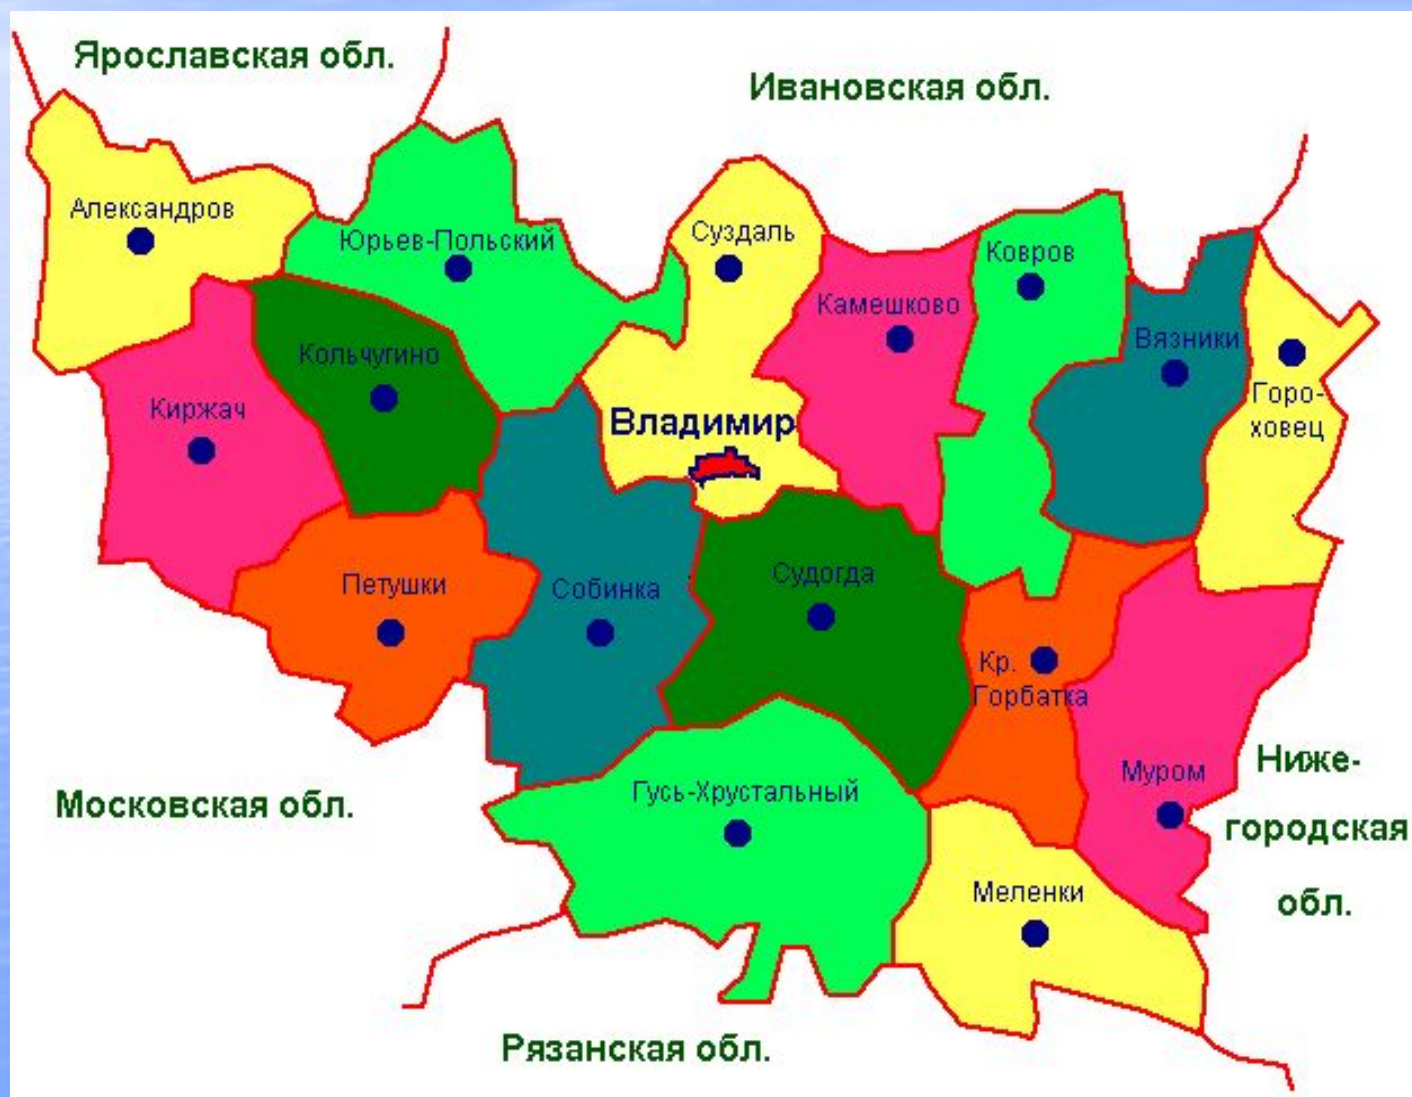 Ярославская обл.
Ивановская обл.
Александров
Юрьев-Польский
Суздаль
Ковров
Камешково
Вязники
Кольчугино
Киржач
Горо-
ховец
Владимир
Петушки
Собинка
Судогда
Кр.
Горбатка
Муром
Ниже-
городская
обл.
Московская обл.
Гусь-Хрустальный
Меленки
Рязанская обл.